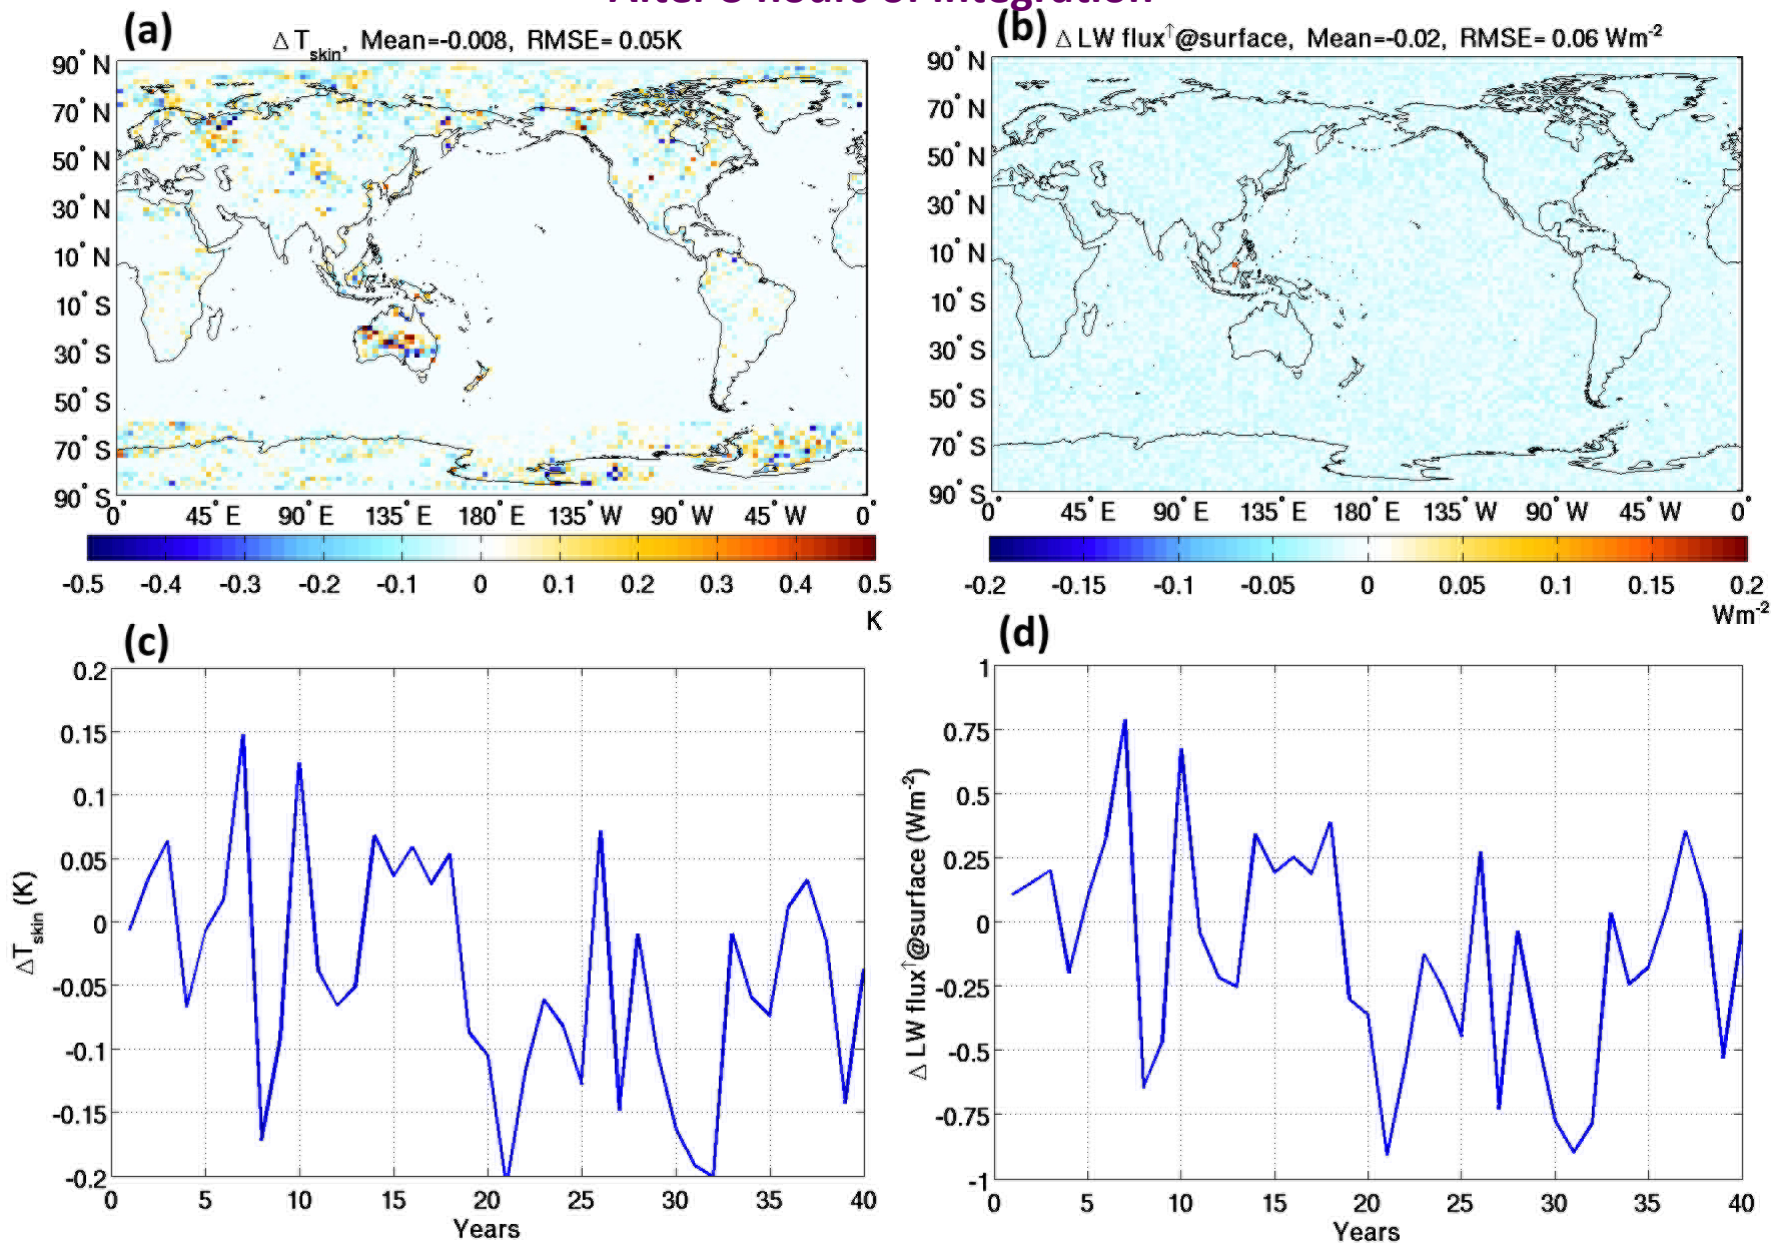 (a)
(b)
Δ T skin, Mean=-0.008, RMSE= 0.05K
Δ LW flux↑@surface, Mean=-0.02, RMSE= 0.06 Wm-2
90° N
70° N
50° N
30° N
10° N
10° S
30° S
50° S
70° S
90° S
0° 45° E 90° E 135° E 180° E 135° W 90° W 45° W 0°
-0.5 -0.4 -0.3 -0.2 -0.1 0 0.1 0.2 0.3 0.4 0.5
K
90° N
70° N
50° N
30° N
10° N
10° S
30° S
50° S
70° S
90° S
0° 45° E 90° E 135° E 180° E 135° W 90° W 45° W 0°
-0.2 -0.15 -0.1 -0.05 0 0.05 0.1 0.15 0.2
Wm-2
(c)
ΔTskin (K)
0.2
0.15
0.1
0.05
0
-0.05
-0.1
-0.15
-0.2
0 5 10 15 20 25 30 35 40
Years
(d)
Δ LW flux↑@surface (Wm-2)
1
0.75
0.5
0.25
0
-0.25
-0.5
-0.75
-1
0 5 10 15 20 25 30 35 40
Years